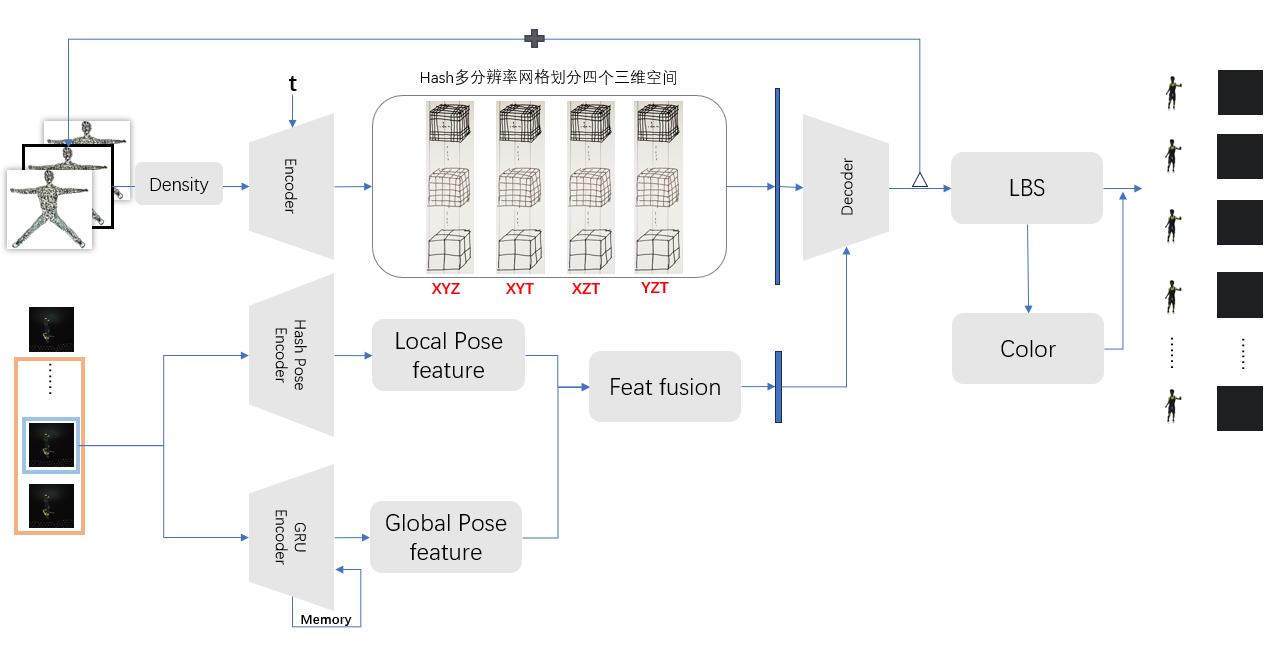 t
Hash多分辨率网格划分四个三维空间
Density
Encoder
Decoder
LBS
XYZ
XYT
XZT
YZT
Hash Pose
Encoder
Local Pose
feature
Feat fusion
Color
GRU
Encoder
Global Pose
feature
Memory